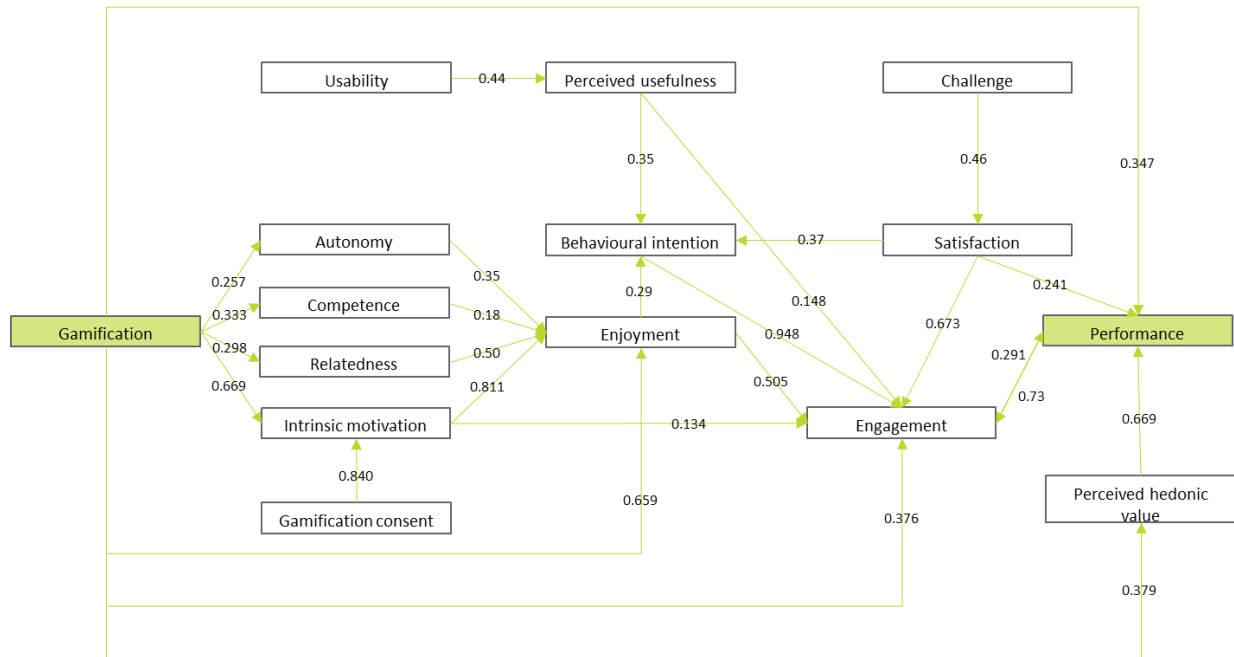 Usability
0.44
Perceived usefulness
Challenge
0.35
0.46
0.347
Autonomy
Behavioural intention
0.37
Satisfaction
0.257
0.35
0.29
0.148
0.241
Competence
0.333
0.18
0.948
0.673
Gamification
Enjoyment
Performance
0.298
0.50
0.291
Relatedness
0.669
0.811
0.505
0.73
Intrinsic motivation
0.134
Engagement
0.669
0.840
0.659
0.376
Perceived hedonic
value
Gamification consent
0.379